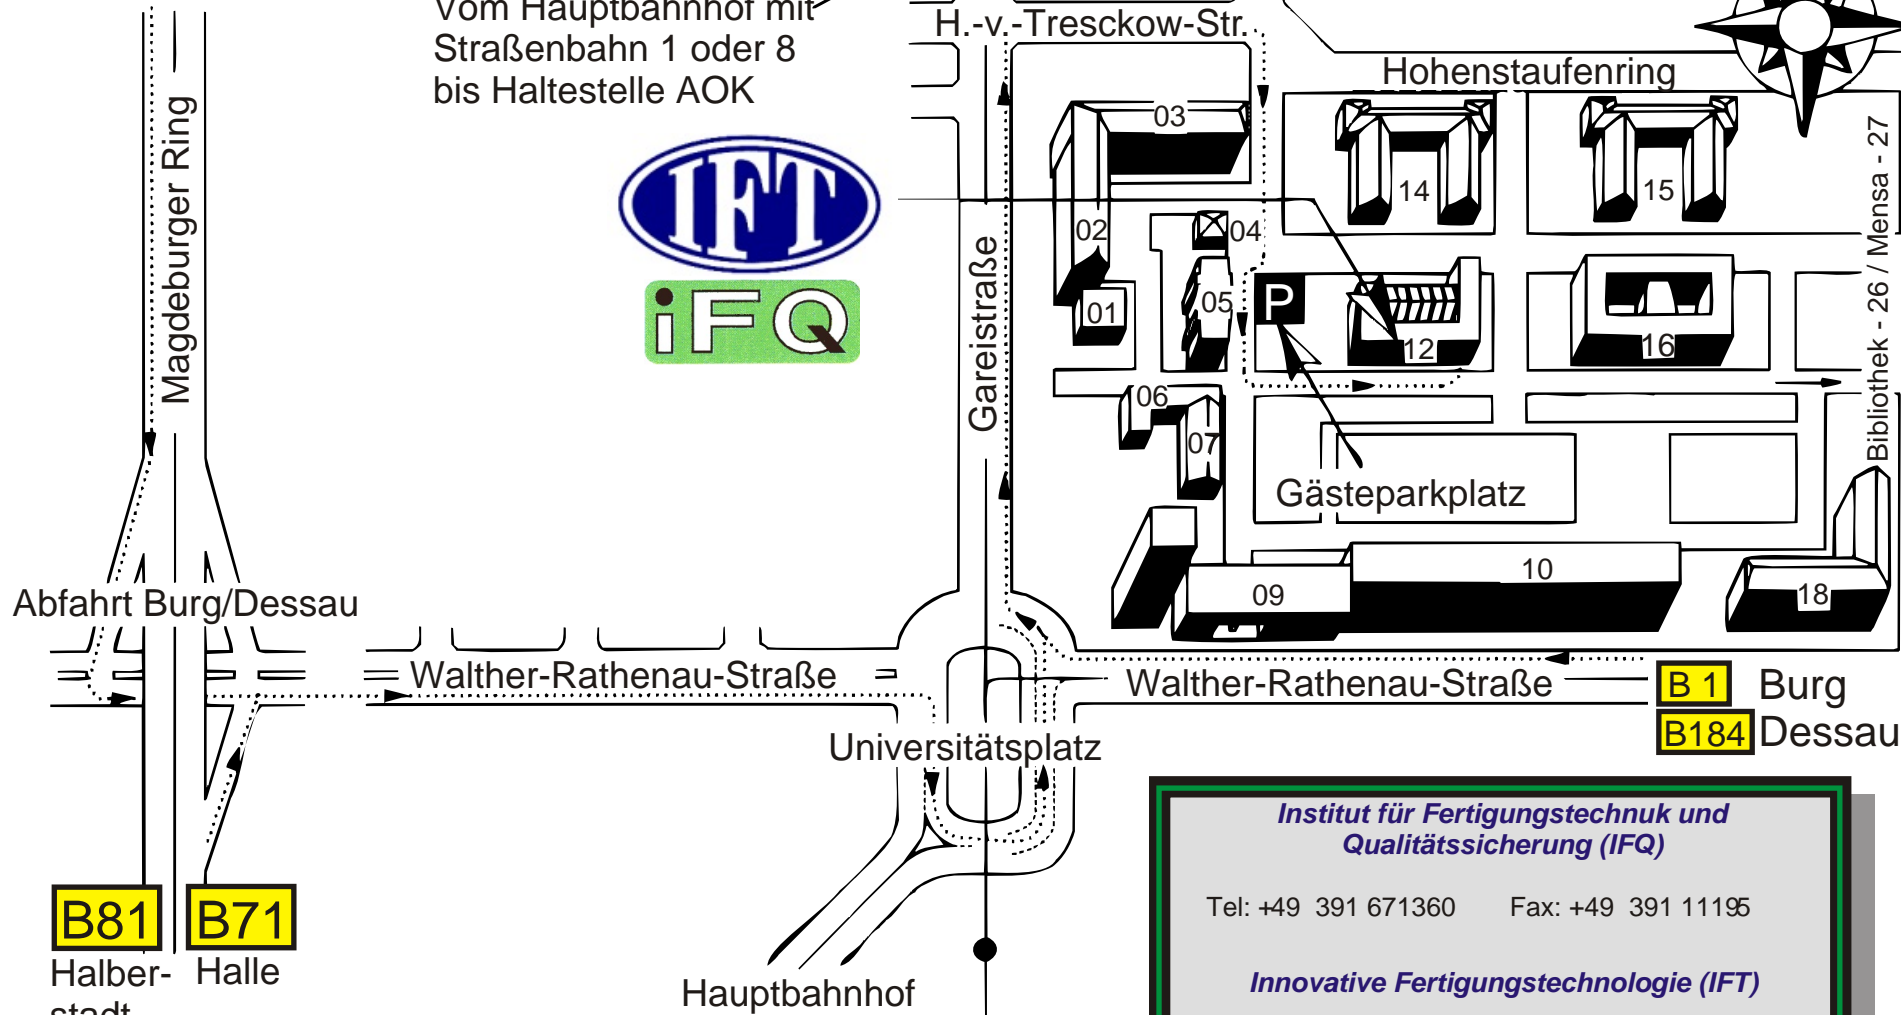 Vom Hauptbahnhof mit
Straßenbahn 1 oder 8
bis Haltestelle AOK
H.-v.-Tresckow-Str.
Hohenstaufenring
Magdeburger Ring
IFT
iFQ
Gareistraße
03
02
04
01
05
P
14
15
12
16
06
07
Bibliothek - 26 / Mensa - 27
Gästeparkplatz
09
10
18
Abfahrt Burg/Dessau
Walther-Rathenau-Straße
Walther-Rathenau-Straße
B 1 Burg
B184 Dessau
Universitätsplatz
B81 B71
Halber- Halle
stadt
Hauptbahnhof
Institut für Fertigungstechnuk und
Qualitätssicherung (IFQ)
Tel: +49 391 671360 Fax: +49 391 11195
Innovative Fertigungstechnologie (IFT)